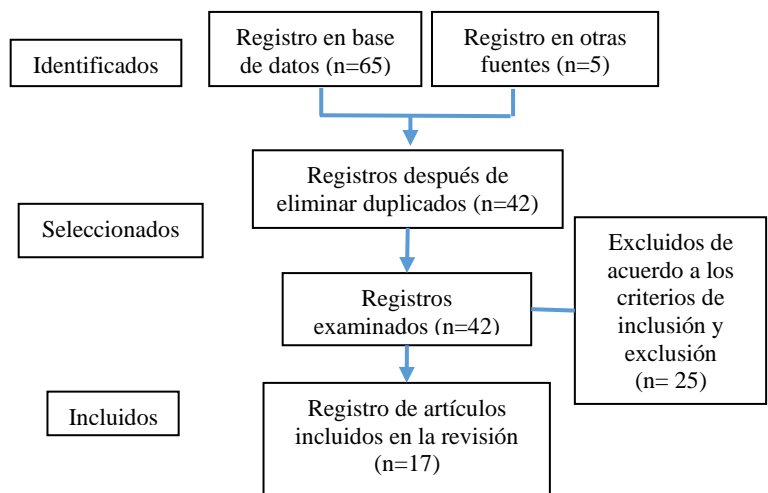 Identificados
Registro en base
de datos (n=65)
Registro en otras
fuentes (n=5)
Registros después de
eliminar duplicados (n=42)
Seleccionados
Registros
examinados (n=42)
Excluidos de
acuerdo a los
criterios de
inclusión y
exclusión
(n= 25)
Incluidos
Registro de artículos
incluidos en la revisión
(n=17)